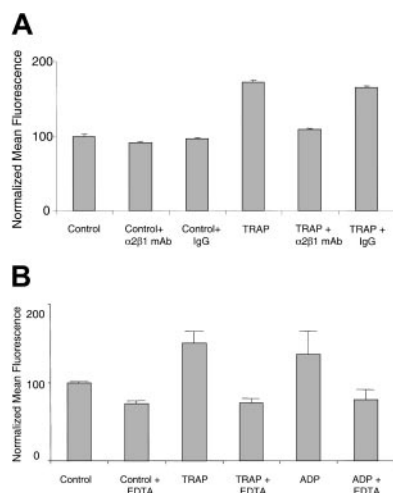 A
Normalized Mean Fluorescence
200
100
0
Control
Control+
α2β1 mAb
Control+
IgG
TRAP
TRAP +
α2β1 mAb
TRAP +
IgG
B
Normalized Mean Fluorescence
200
100
0
Control
Control +
EDTA
TRAP
TRAP +
EDTA
ADP
ADP +
EDTA